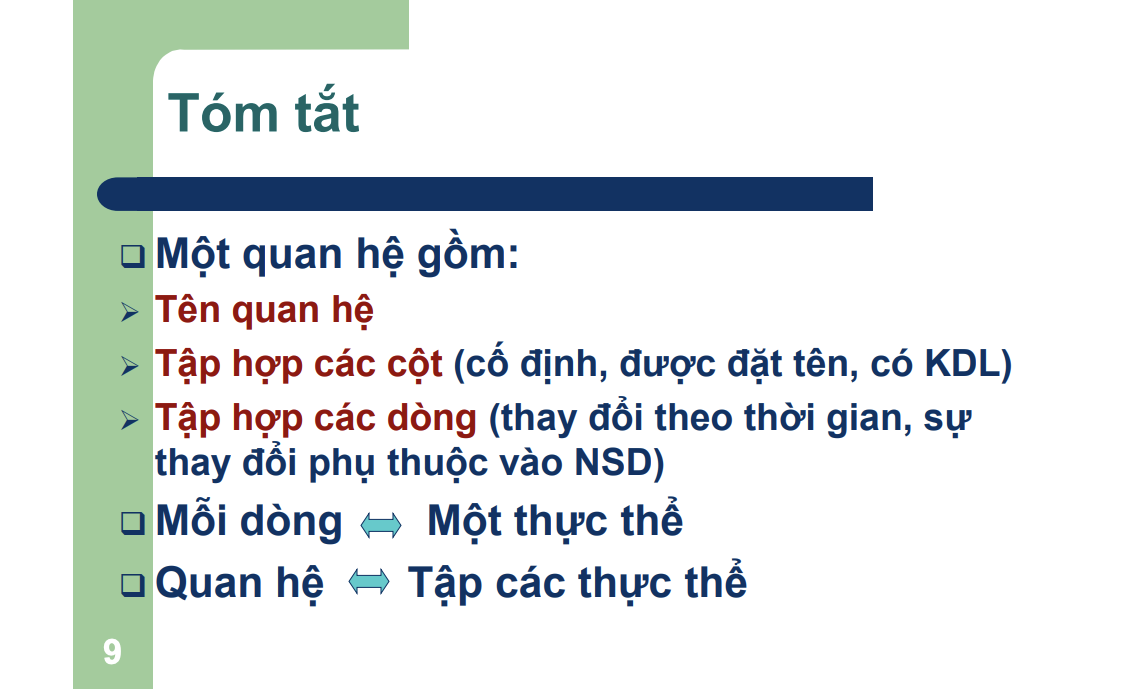 Tóm tắt
Một quan hệ gồm:
Tên quan hệ
Tập hợp các cột (cố định, được đặt tên, có KDL)
Tập hợp các dòng (thay đổi theo thời gian, sự
thay đổi phụ thuộc vào NSD)
Mỗi dòng Một thực thể
Quan hệ Tập các thực thể
9